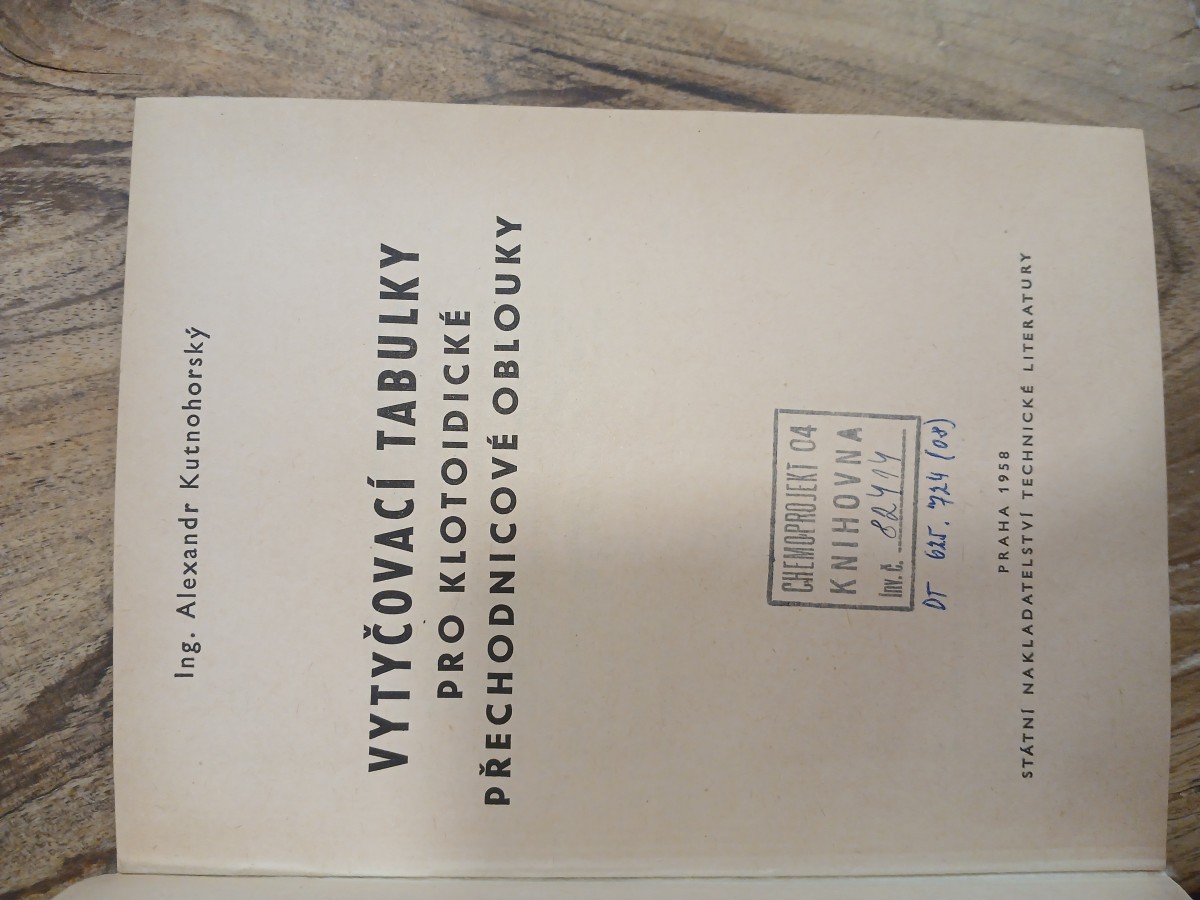 Ing. Alexandr Kutnohorský
VYTYČOVACÍ TABULKY
PRO KLOTOIDICKÉ
PŘECHODNICOVÉ OBLOUKY
CHEMOPROJEKT 04
KNIHOVNA
Inv. Č.
DT 625.724 (08)
PRAHA 1958
STÁTNÍ NAKLADATELSTVÍ TECHNICKÉ LITERATURY